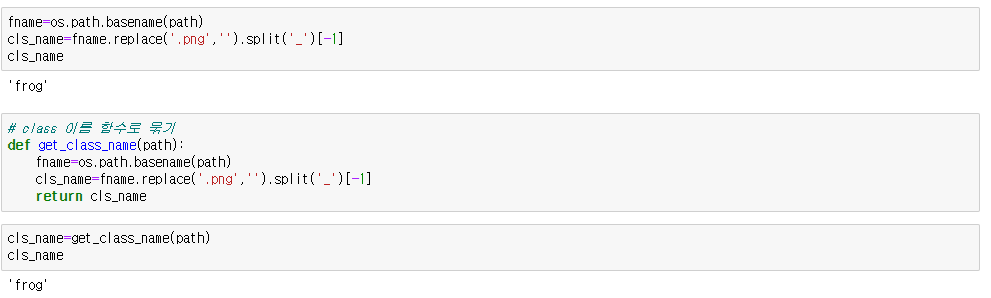 fname=os.path.basename(path)
cls_name=fname.replace('.png','').split('_')[-1]
cls_name
'frog'
# class 이름 함수로 묶기
def get_class_name(path):
    fname=os.path.basename(path)
    cls_name=fname.replace('.png','').split('_')[-1]
    return cls_name
cls_name=get_class_name(path)
cls_name
'frog'